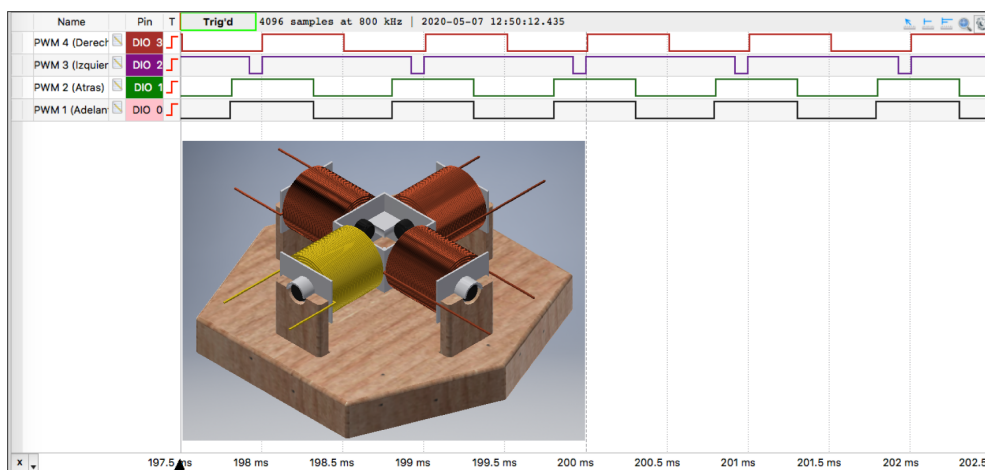 Name Pin T Trig'd 4096 samples at 800 kHz | 2020-05-07 12:50:12.435
PWM 4 (Derech DIO 3
PWM 3 (Izquier DIO 2
PWM 2 (Atras) DIO 1
PWM 1 (Adelan DIO 0
X 197.5 ms 198 ms 198.5 ms 199 ms 199.5 ms 200 ms 200.5 ms 201 ms 201.5 ms 202 ms 202.5